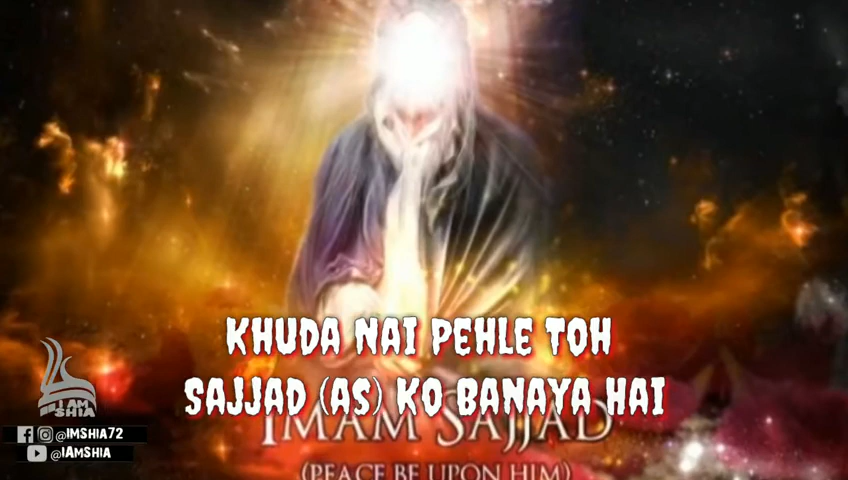 KHUDA NAI PEHLE TOH
SAJJAD (AS) KO BANAYA HAI
IMAM SAJJAD
(PEACE BE UPON HIM)
I AM
SHIA
@IMSHIA72
@IAMSHIA